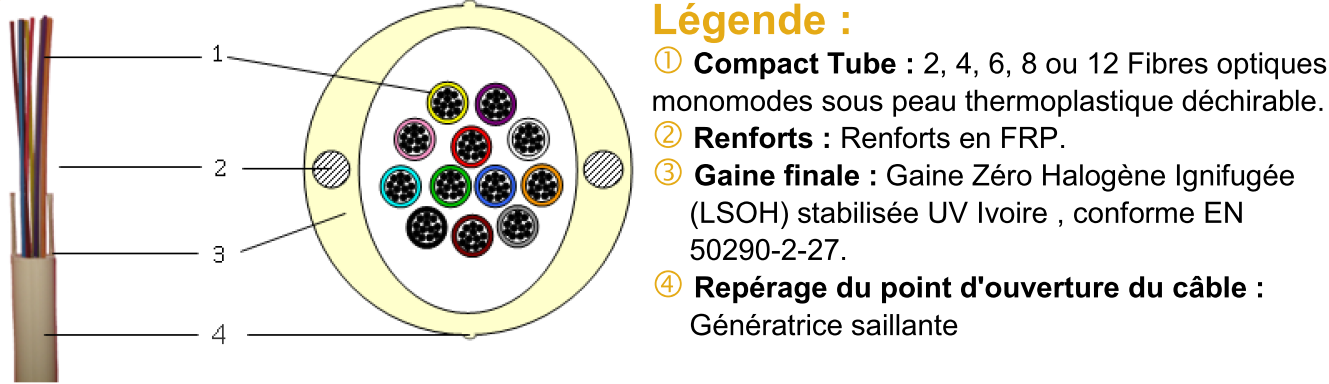 Légende :
① Compact Tube : 2, 4, 6, 8 ou 12 Fibres optiques
monomodes sous peau thermoplastique déchirable.
② Renforts : Renforts en FRP.
③ Gaine finale : Gaine Zéro Halogène Ignifugée
(LSOH) stabilisée UV Ivoire , conforme EN
50290-2-27.
④ Repérage du point d'ouverture du câble :
Génératrice saillante
1
2
3
4